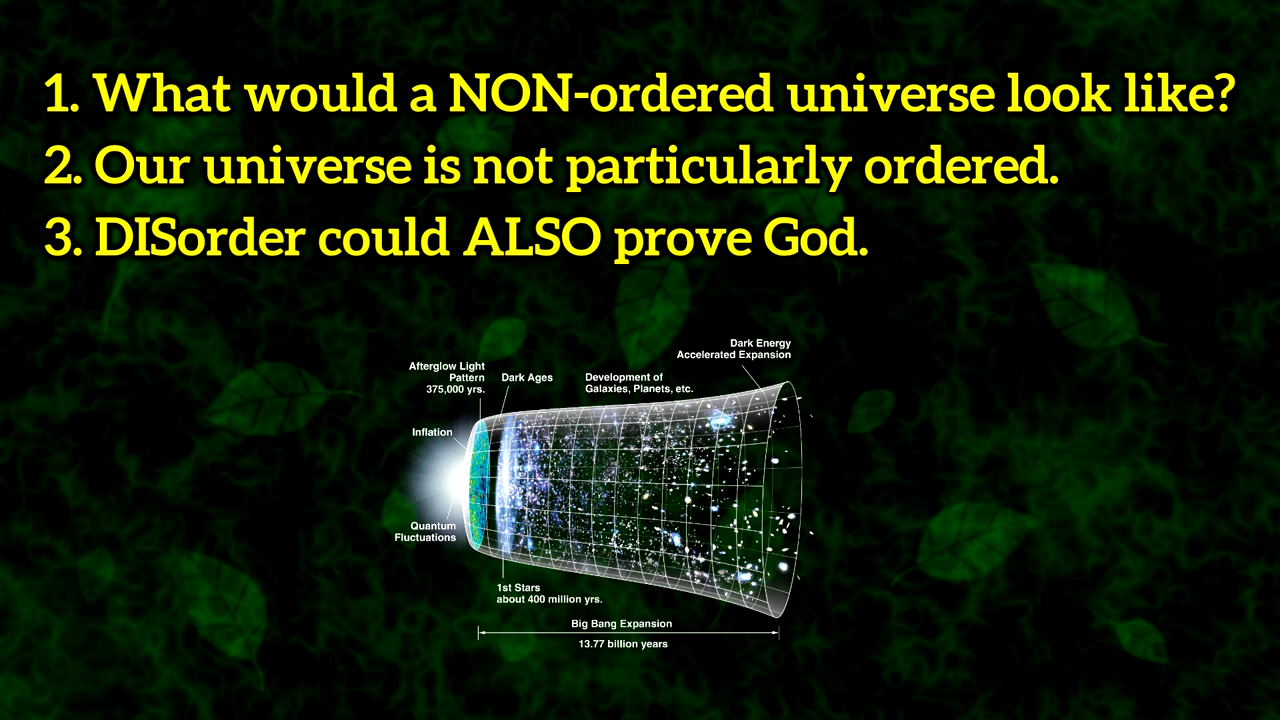 1. What would a NON-ordered universe look like?
2. Our universe is not particularly ordered.
3. DISorder could ALSO prove God.
Dark Energy
Accelerated Expansion
Afterglow Light
Pattern
375,000 yrs.
Dark Ages
Development of
Galaxies, Planets, etc.
Inflation
Quantum
Fluctuations
1st Stars
about 400 million yrs.
Big Bang Expansion
13.77 billion years